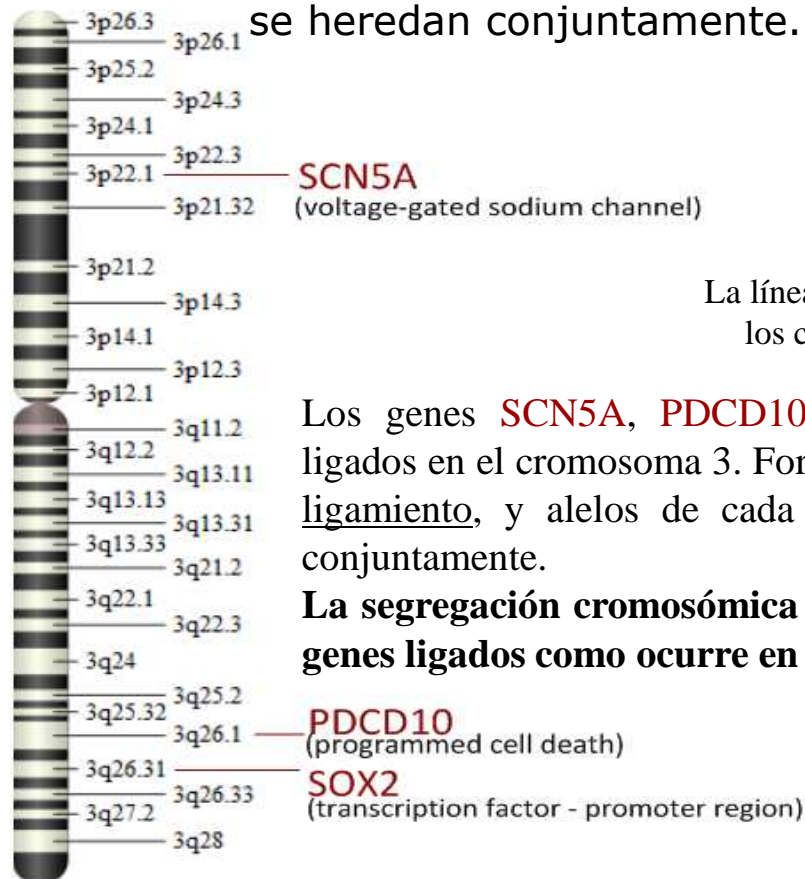 se heredan conjuntamente.
3p26.3
3p26.1
3p25.2
3p24.3
3p24.1
3p22.3
3p22.1
SCN5A
(voltage-gated sodium channel)
3p21.32
3p21.2
La línea
los c
3p14.3
3p14.1
3p12.3
3p12.1
Los genes SCN5A, PDCD10
ligados en el cromosoma 3. For
ligamiento, y alelos de cada
conjuntamente.
La segregación cromosómica
genes ligados como ocurre en
3q11.2
3q12.2
3q13.11
3q13.13
3q13.31
3q13.33
3q21.2
3q22.1
3q22.3
3q24
3q25.2
3q25.32
3q26.1
PDCD10
(programmed cell death)
3q26.31
SOX2
(transcription factor - promoter region)
3q26.33
3q27.2
3q28